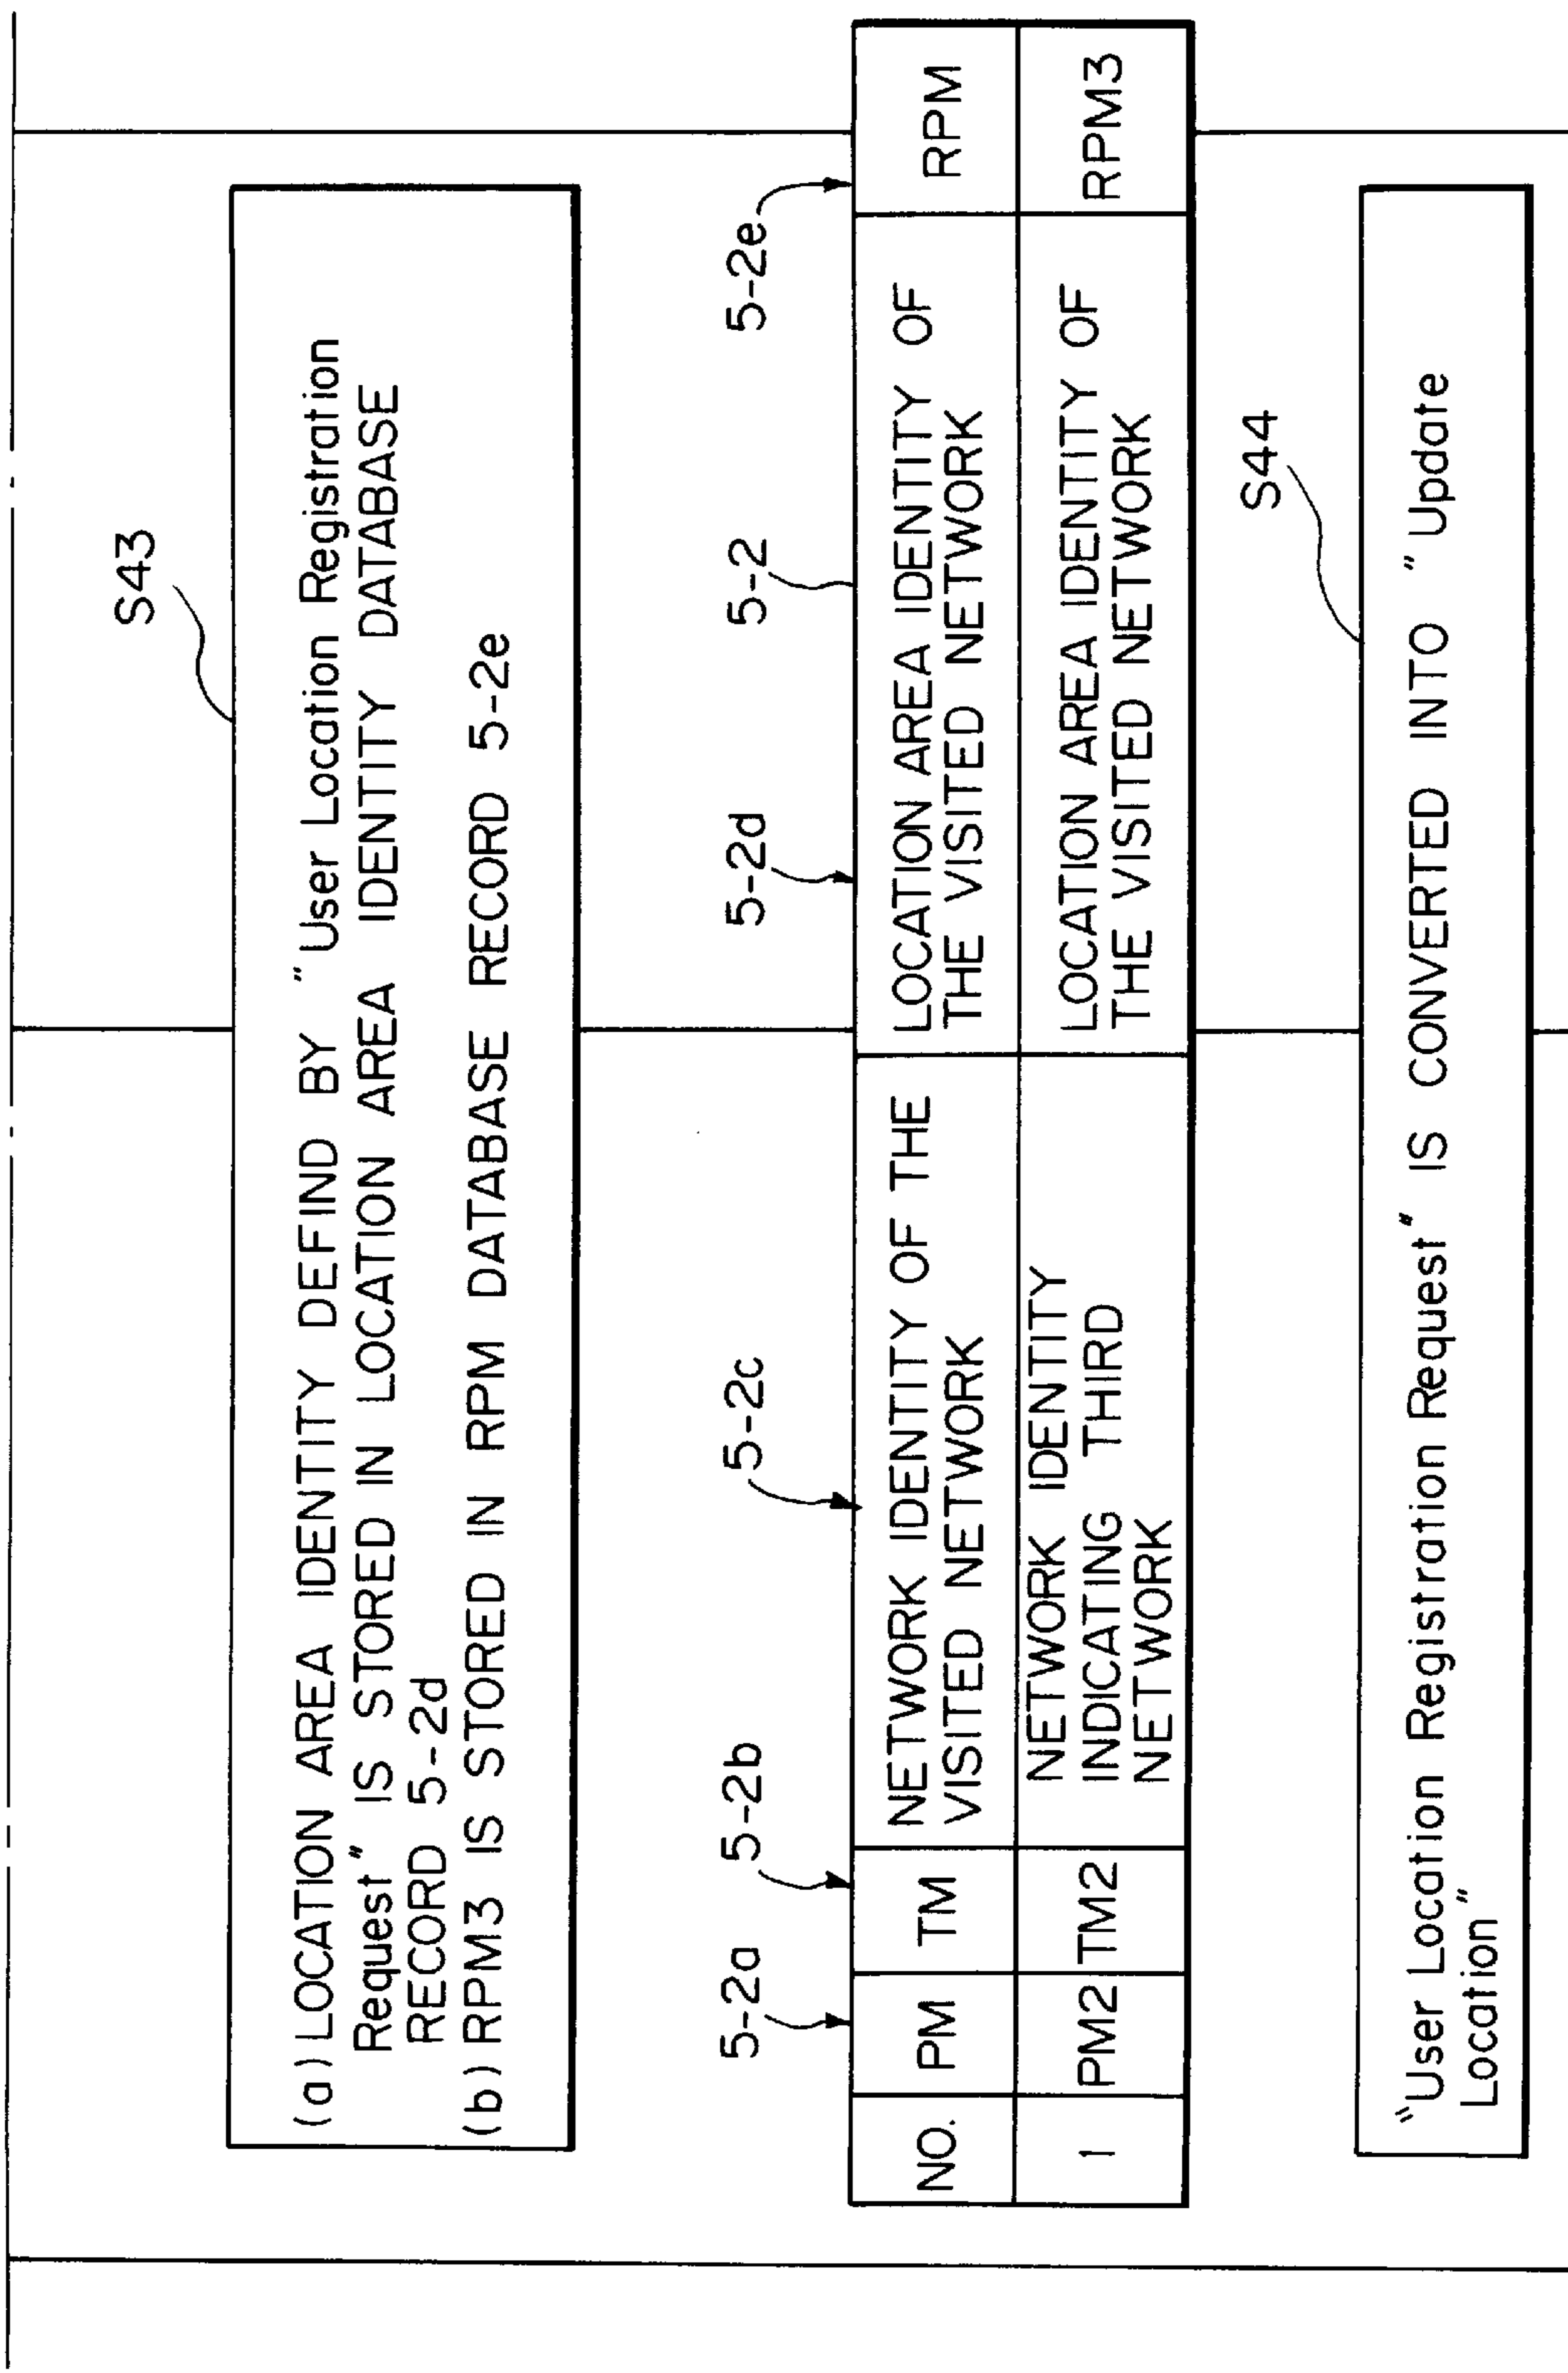 S43
(a) LOCATION AREA IDENTITY DEFIND BY "User Location Registration
Request" IS STORED IN LOCATION AREA IDENTITY DATABASE
RECORD 5-2d
(b) RPM3 IS STORED IN RPM DATABASE RECORD 5-2e
5-2a 5-2b 5-2c 5-2d 5-2 5-2e
NO. PM TM NETWORK IDENTITY OF THE VISITED NETWORK LOCATION AREA IDENTITY OF THE VISITED NETWORK RPM
1 PM2 TM2 NETWORK IDENTITY INDICATING THIRD NETWORK LOCATION AREA IDENTITY OF THE VISITED NETWORK RPM3
S44
"User Location Registration Request" IS CONVERTED INTO "Update
Location"